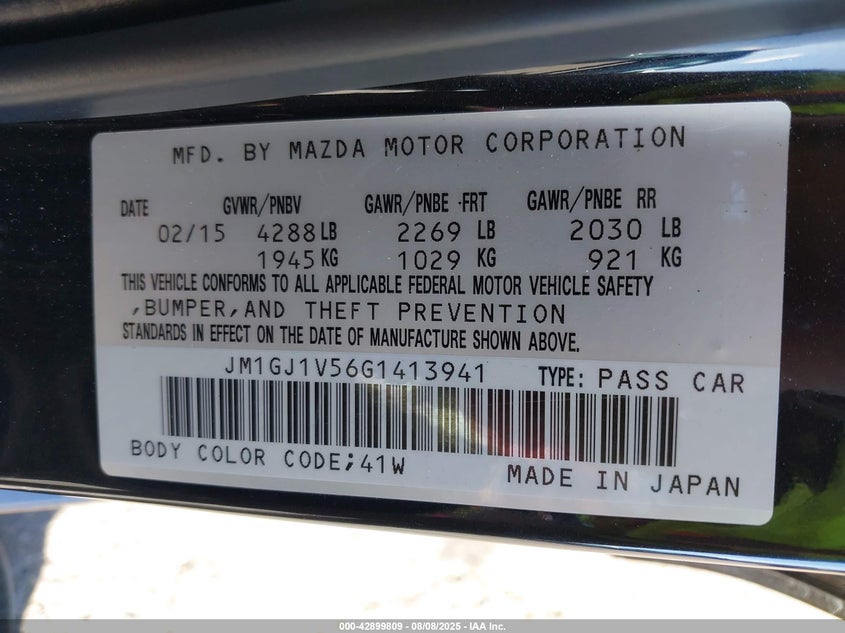 MFD. BY MAZDA MOTOR CORPORATION
DATE GVWR/PNBV GAWR/PNBE FRT GAWR/PNBE RR
02/15 4288 LB 2269 LB 2030 LB
1945 KG 1029 KG 921 KG
THIS VEHICLE CONFORMS TO ALL APPLICABLE FEDERAL MOTOR VEHICLE SAFETY
,BUMPER,AND THEFT PREVENTION
STANDARDS IN EFFECT ON THE DATE OF MANUFACTURE SHOWN ABOVE.
JM1GJ1V56G1413941 TYPE: PASS CAR
BODY COLOR CODE;41W MADE IN JAPAN
000-42899809 - 08/08/2025 - IAA Inc.